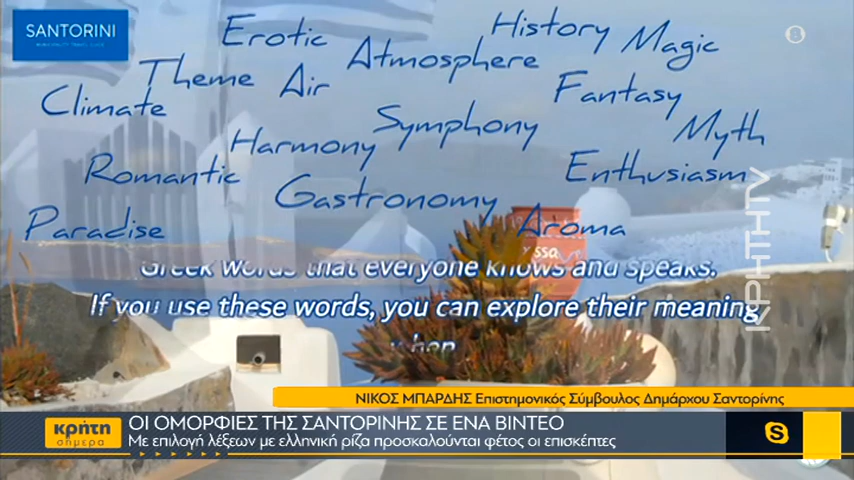 SANTORINI
MUNICIPALITY TRAVEL GUIDE
Erotic
History
Magic
Atmosphere
Theme
Air
Climate
Fantasy
Symphony
Myth
Harmony
Romantic
Enthusiasm
Gastronomy
Paradise
Aroma
Greek words that everyone knows and speaks.
If you use these words, you can explore their meaning
ΚΡΗΤΗ TV
ΝΙΚΟΣ ΜΠΑΡΔΗΣ Επιστημονικός Σύμβουλος Δημάρχου Σαντορίνης
κρήτη
σήμερα
ΟΙ ΟΜΟΡΦΙΕΣ ΤΗΣ ΣΑΝΤΟΡΙΝΗΣ ΣΕ ΕΝΑ ΒΙΝΤΕΟ
Με επιλογή λέξεων με ελληνική ρίζα προσκαλούνται φέτος οι επισκέπτες